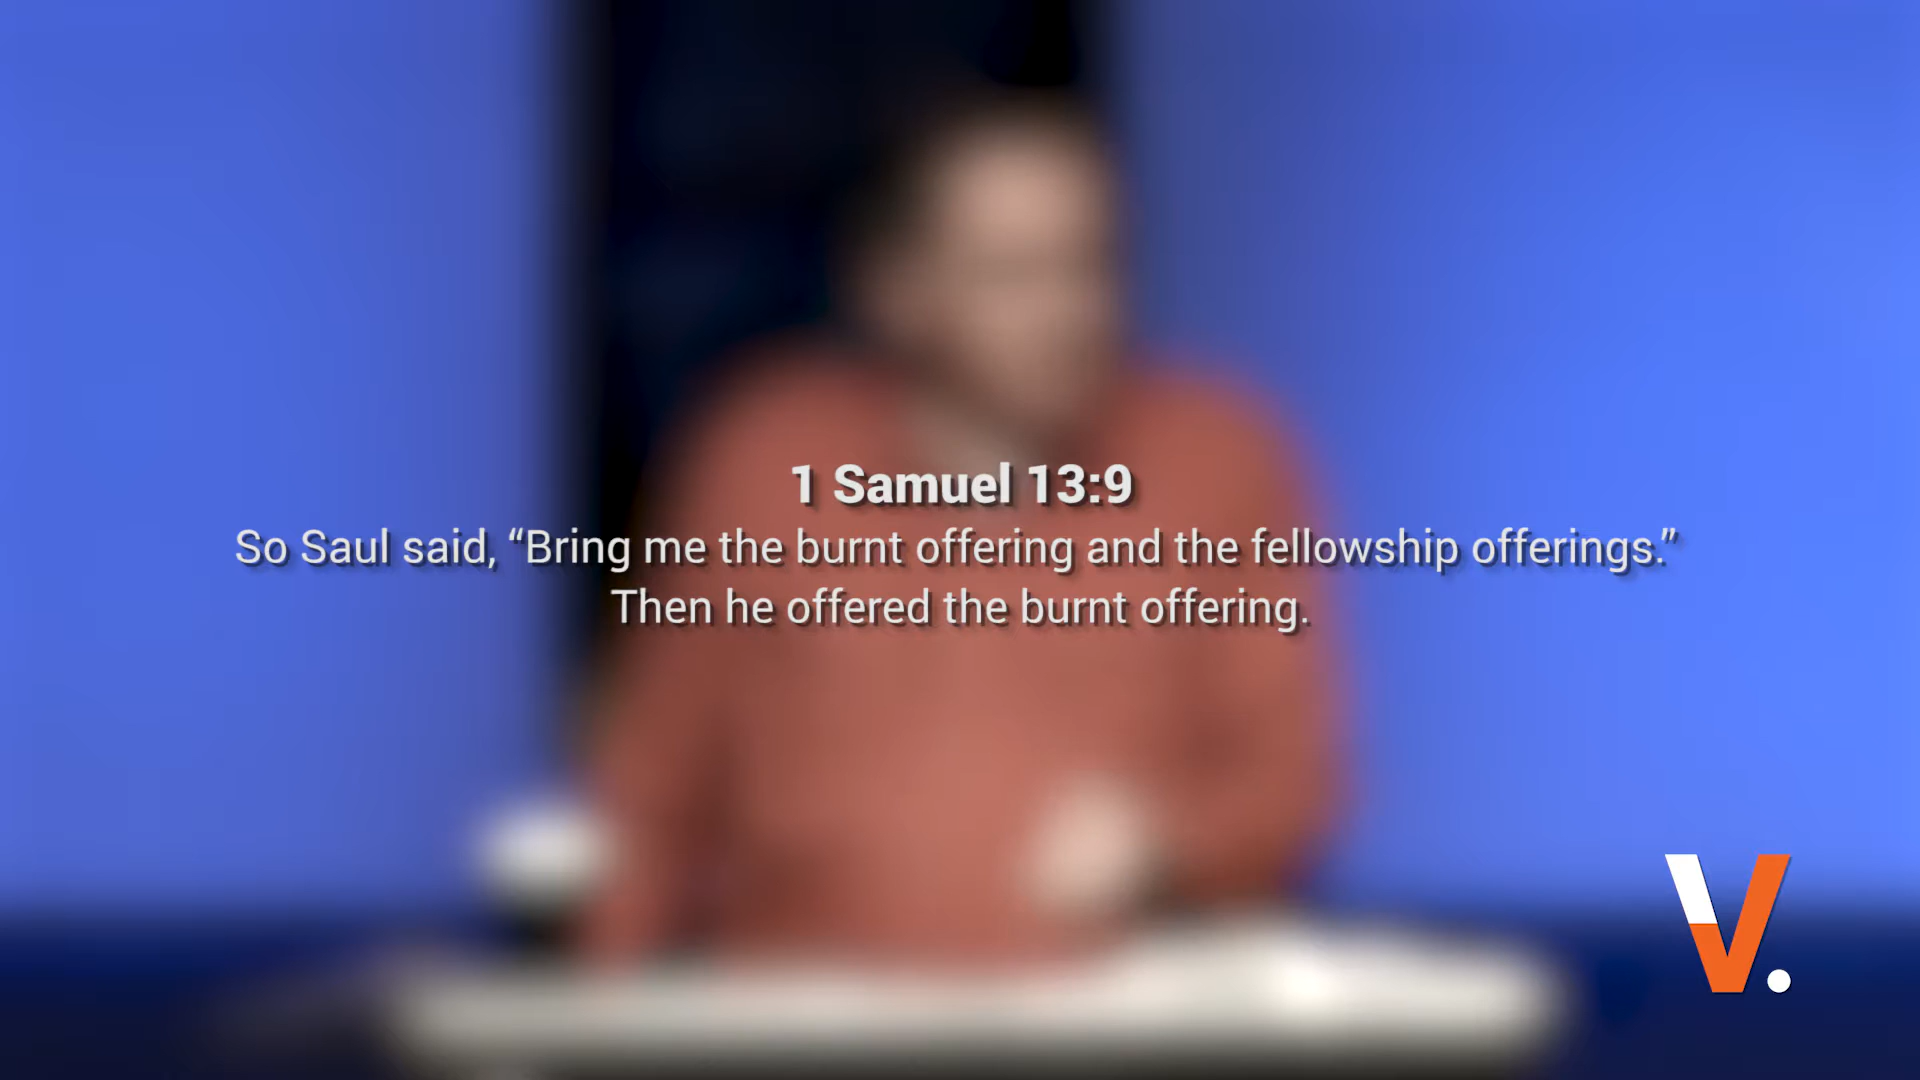 1 Samuel 13:9
So Saul said, “Bring me the burnt offering and the fellowship offerings.”
Then he offered the burnt offering.
V.